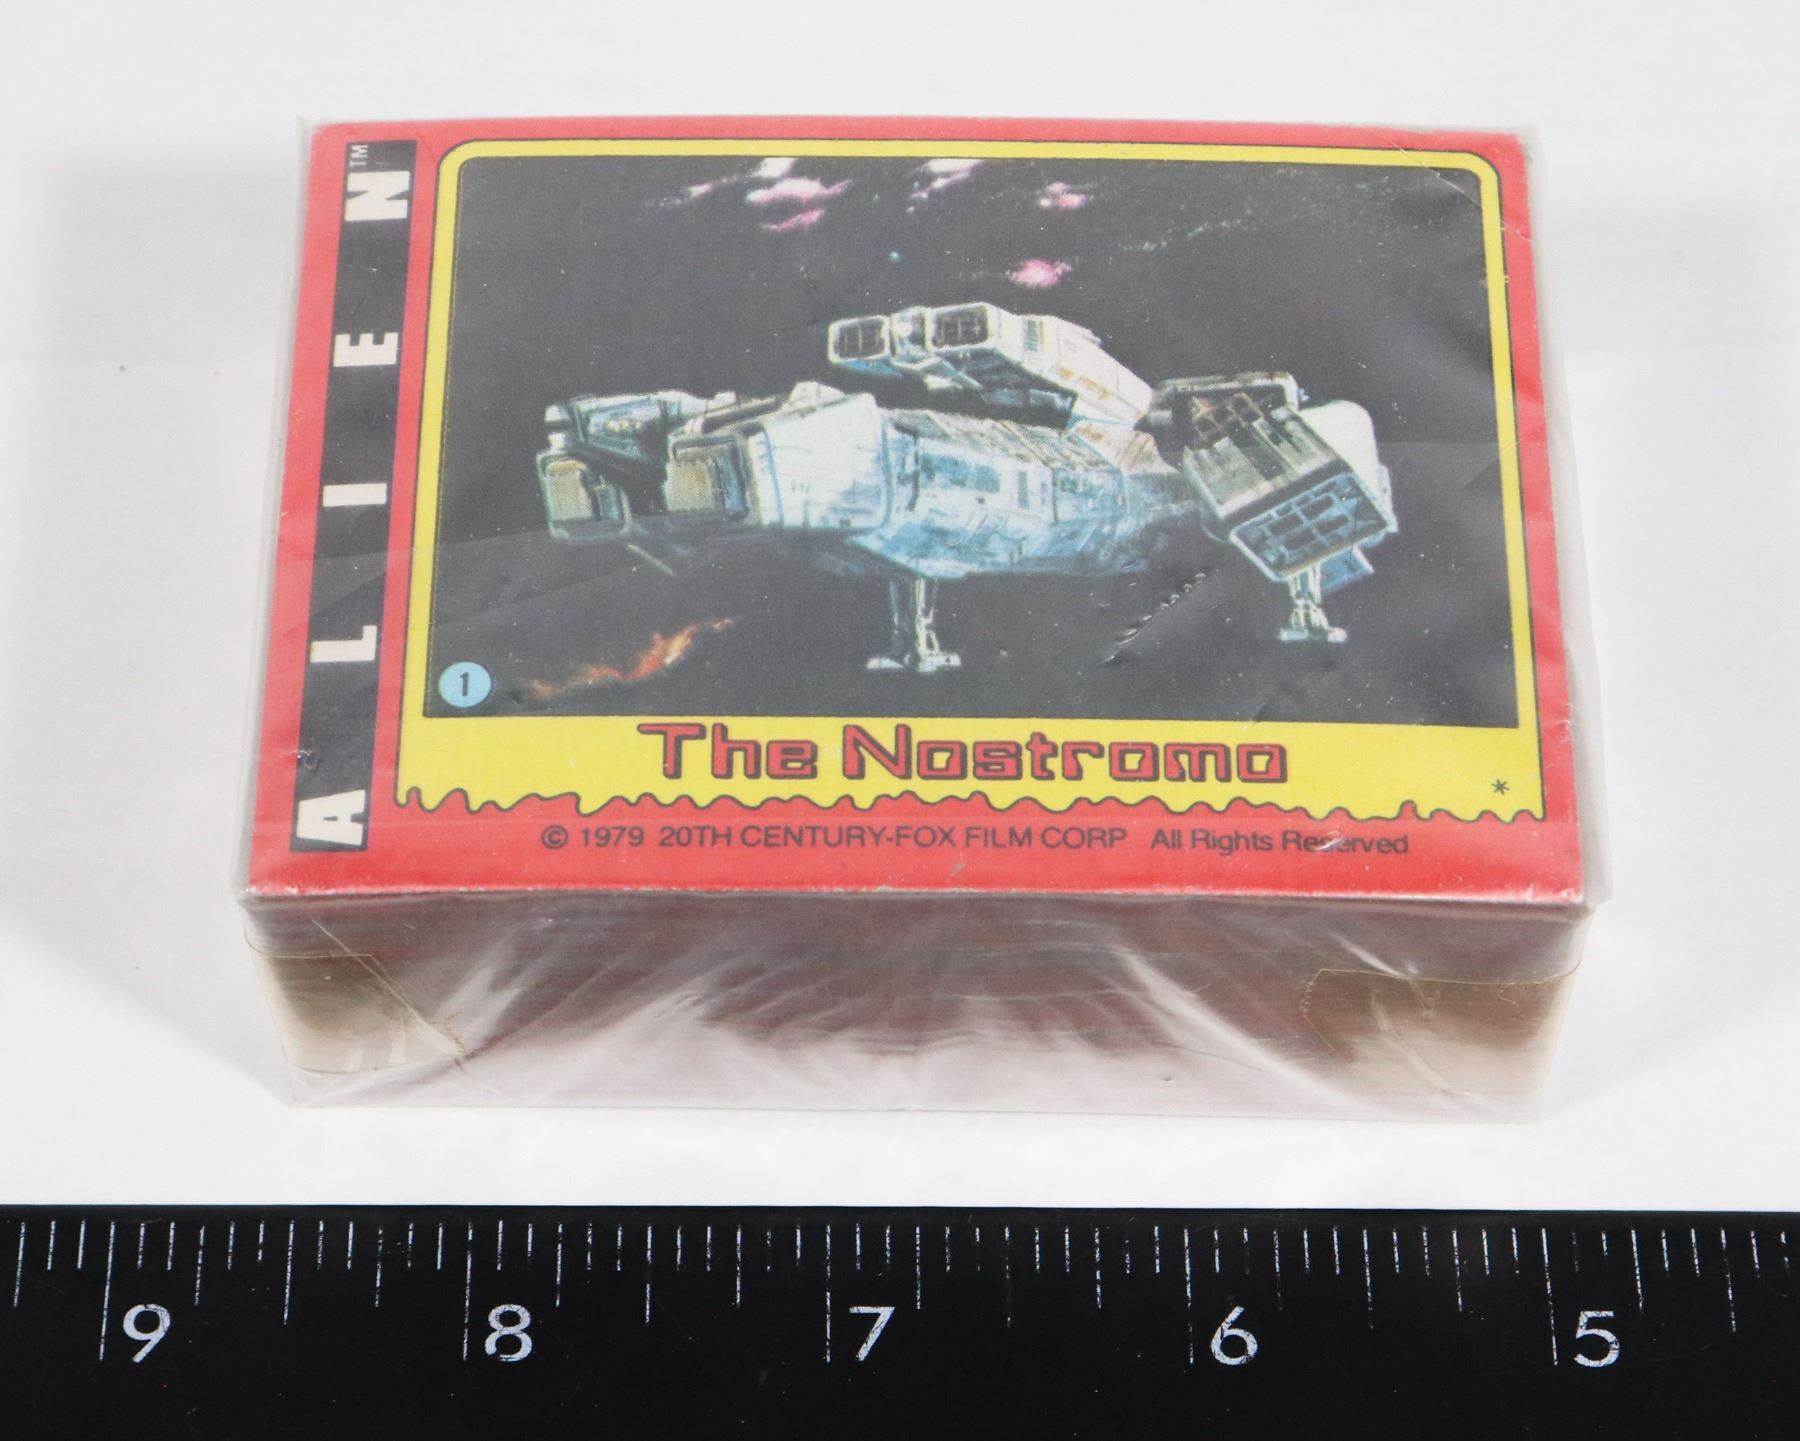 ALIEN™
1
The Nostromo
*
© 1979 20TH CENTURY-FOX FILM CORP All Rights Reserved
9 8 7 6 5